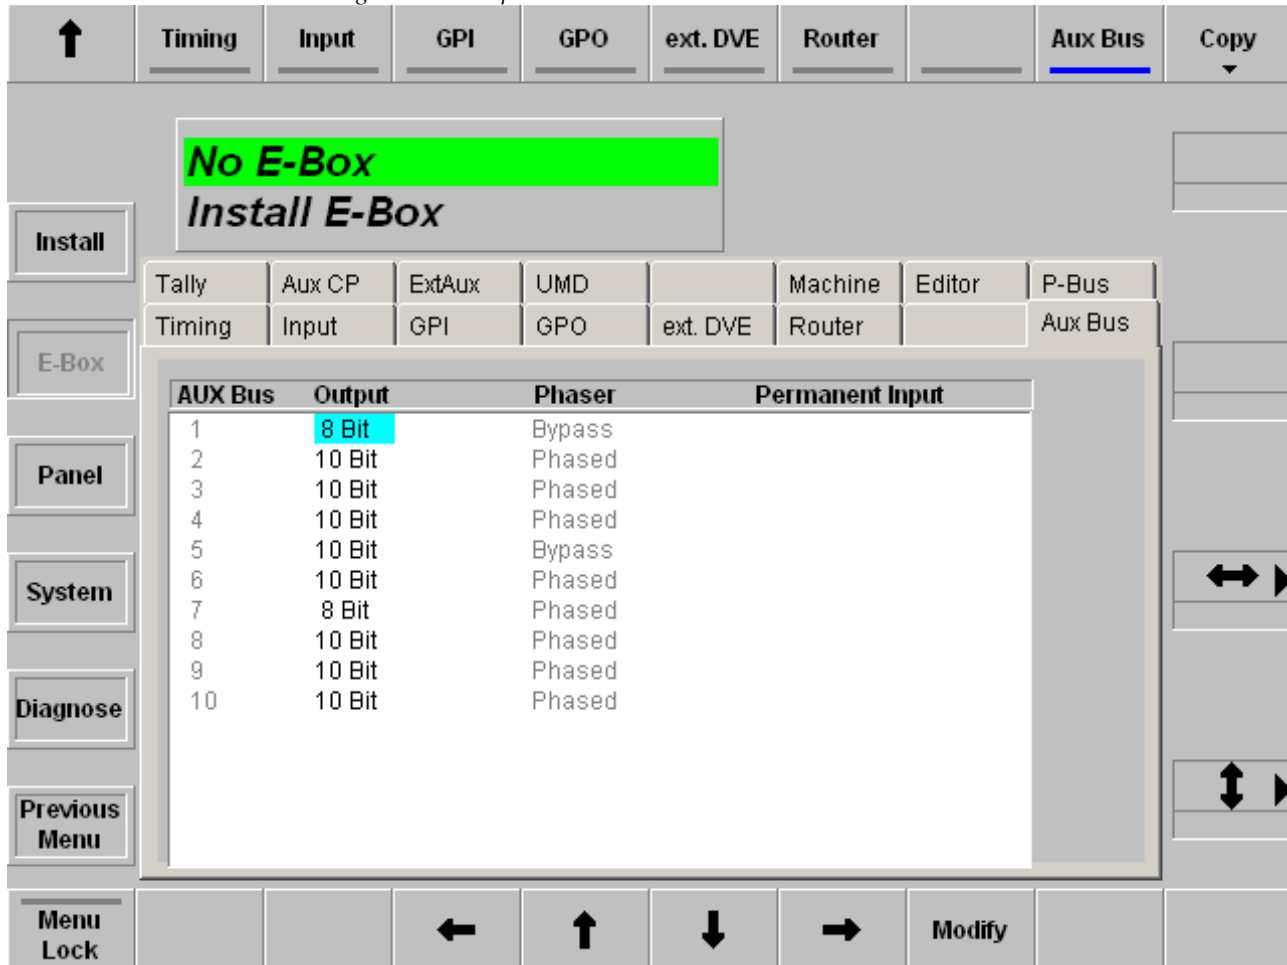 Timing Input GPI GPO ext. DVE Router Aux Bus Copy
No E-Box
Install E-Box
Install
Tally Aux CP ExtAux UMD Machine Editor P-Bus
Timing Input GPI GPO ext. DVE Router Aux Bus
E-Box
AUX Bus Output Phaser Permanent Input
1 8 Bit Bypass
2 10 Bit Phased
3 10 Bit Phased
4 10 Bit Phased
5 10 Bit Bypass
6 10 Bit Phased
7 8 Bit Phased
8 10 Bit Phased
9 10 Bit Phased
10 10 Bit Phased
Panel
System
Diagnose
Previous
Menu
Menu
Lock
Modify